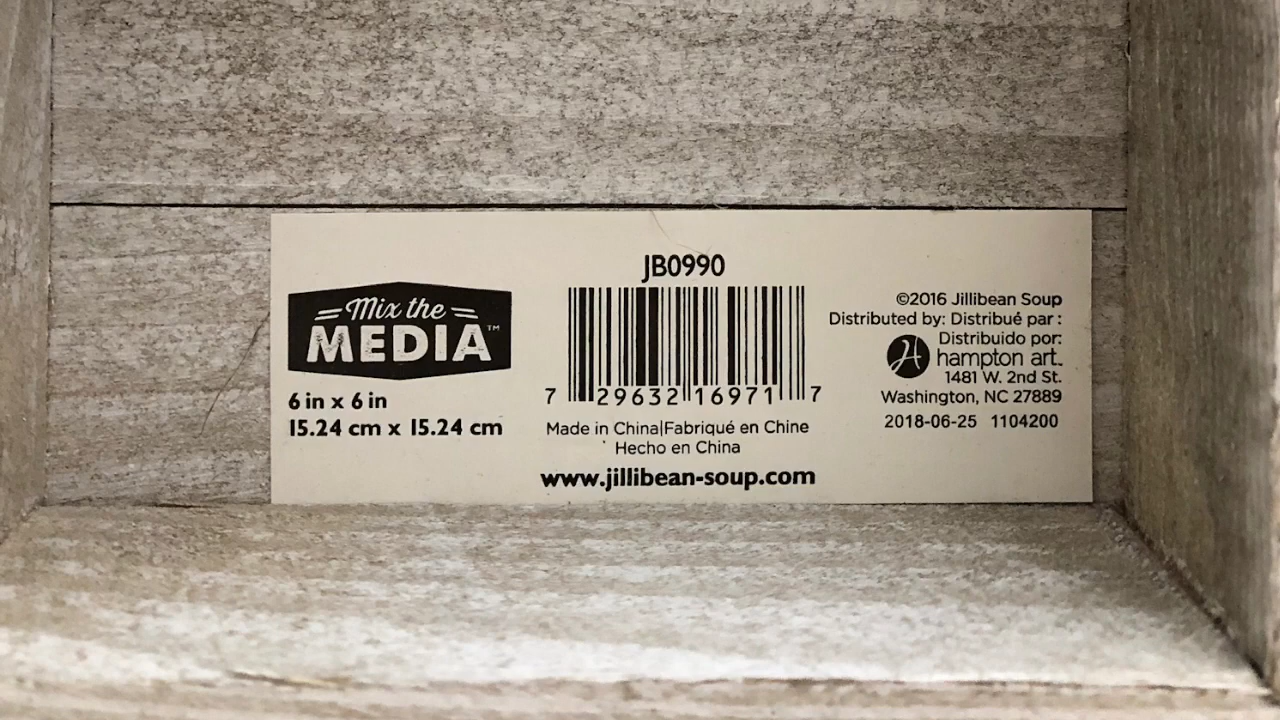 Mix the
MEDIA™
6 in x 6 in
15.24 cm x 15.24 cm
JB0990
7 29632 16971 7
Made in China|Fabriqué en Chine
Hecho en China
www.jillibean-soup.com
©2016 Jillibean Soup
Distributed by: Distribué par :
Distribuido por:
hampton art.
1481 W. 2nd St.
Washington, NC 27889
2018-06-25 1104200